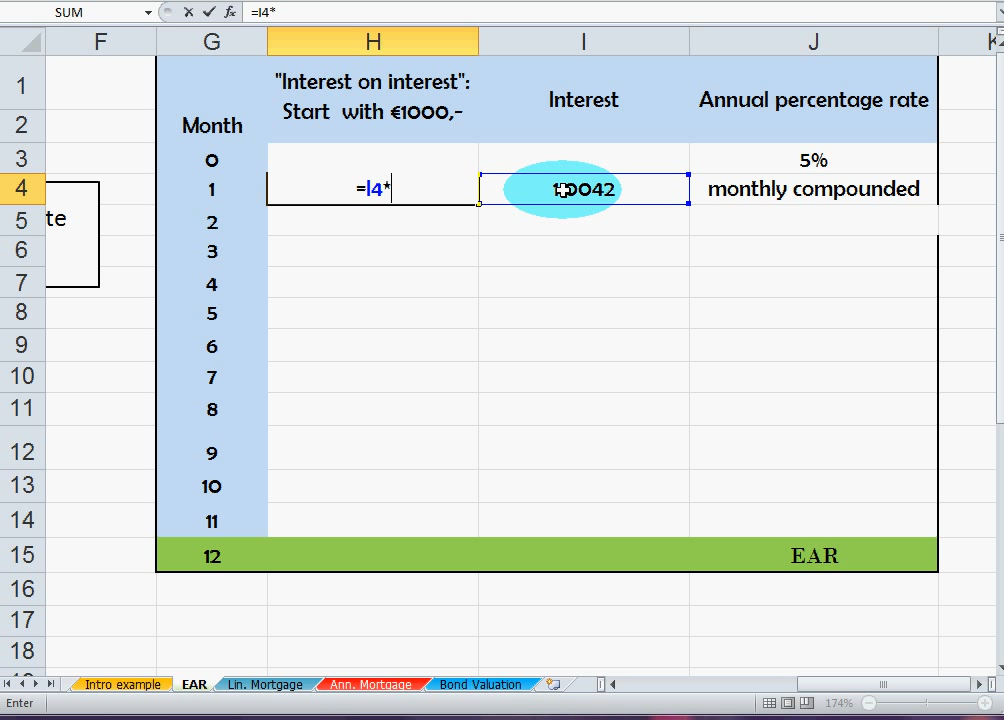 SUM =I4*
F G H I J K
1 "Interest on interest": Interest Annual percentage rate
Start with €1000,-
2 Month
3 0 5%
4 1 =I4* monthly compounded
te
5 2
6 3
7 4
8 5
9 6
10 7
11 8
12 9
13 10
14 11
15 12 EAR
16
17
18
Intro example EAR Lin. Mortgage Ann. Mortgage Bond Valuation
Enter 174%